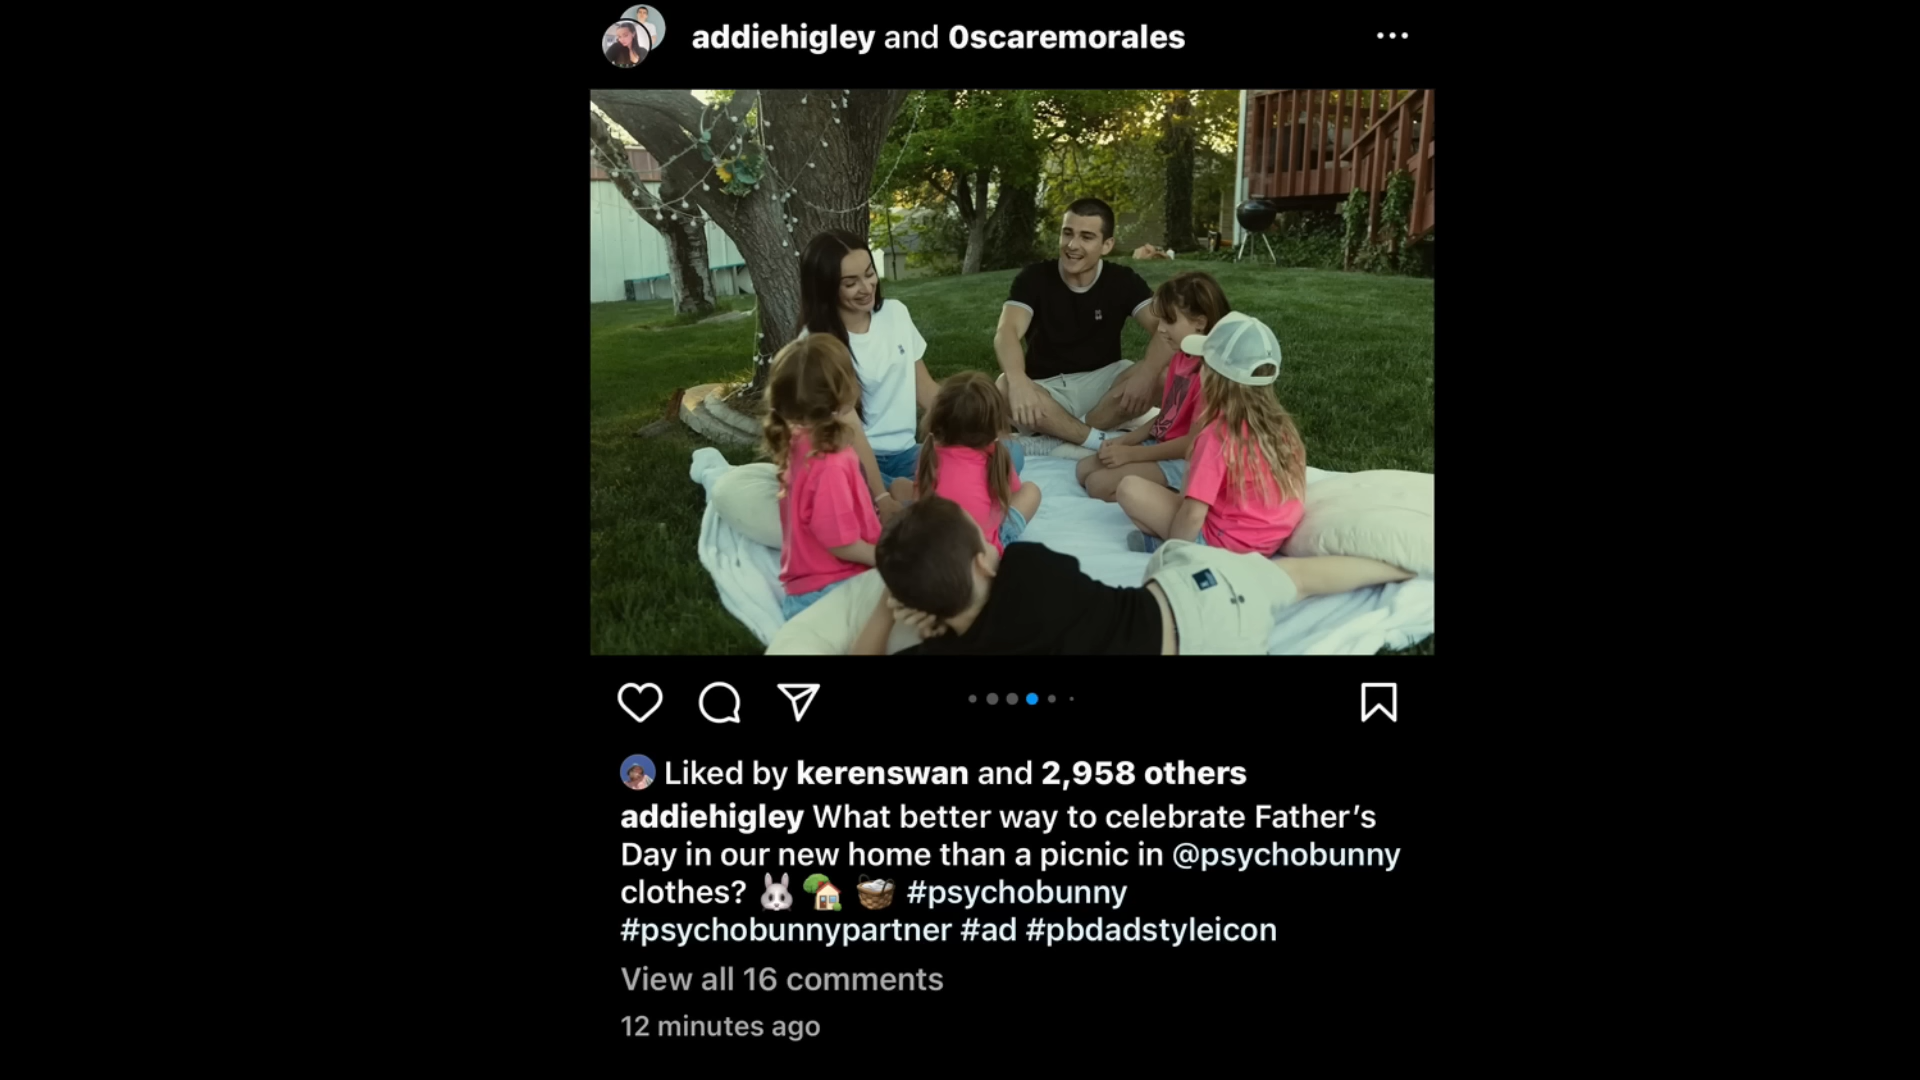 addiehigley and 0scaremorales
Liked by kerenswan and 2,958 others
addiehigley What better way to celebrate Father’s
Day in our new home than a picnic in @psychobunny
clothes? 🐰 🏡 🧺 #psychobunny
#psychobunnypartner #ad #pbdadstyleicon
View all 16 comments
12 minutes ago